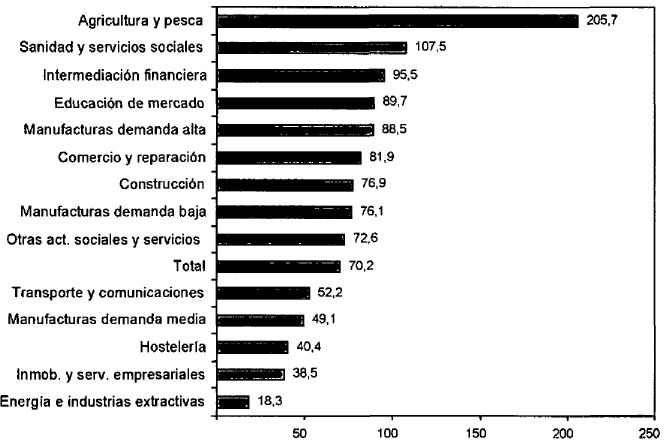 Agricultura y pesca 205,7
Sanidad y servicios sociales 107,5
Intermediación financiera 95,5
Educación de mercado 89,7
Manufacturas demanda alta 88,5
Comercio y reparación 81,9
Construcción 76,9
Manufacturas demanda baja 76,1
Otras act. sociales y servicios 72,6
Total 70,2
Transporte y comunicaciones 52,2
Manufacturas demanda media 49,1
Hostelería 40,4
Inmob. y serv. empresariales 38,5
Energía e industrias extractivas 18,3
50 100 150 200 250